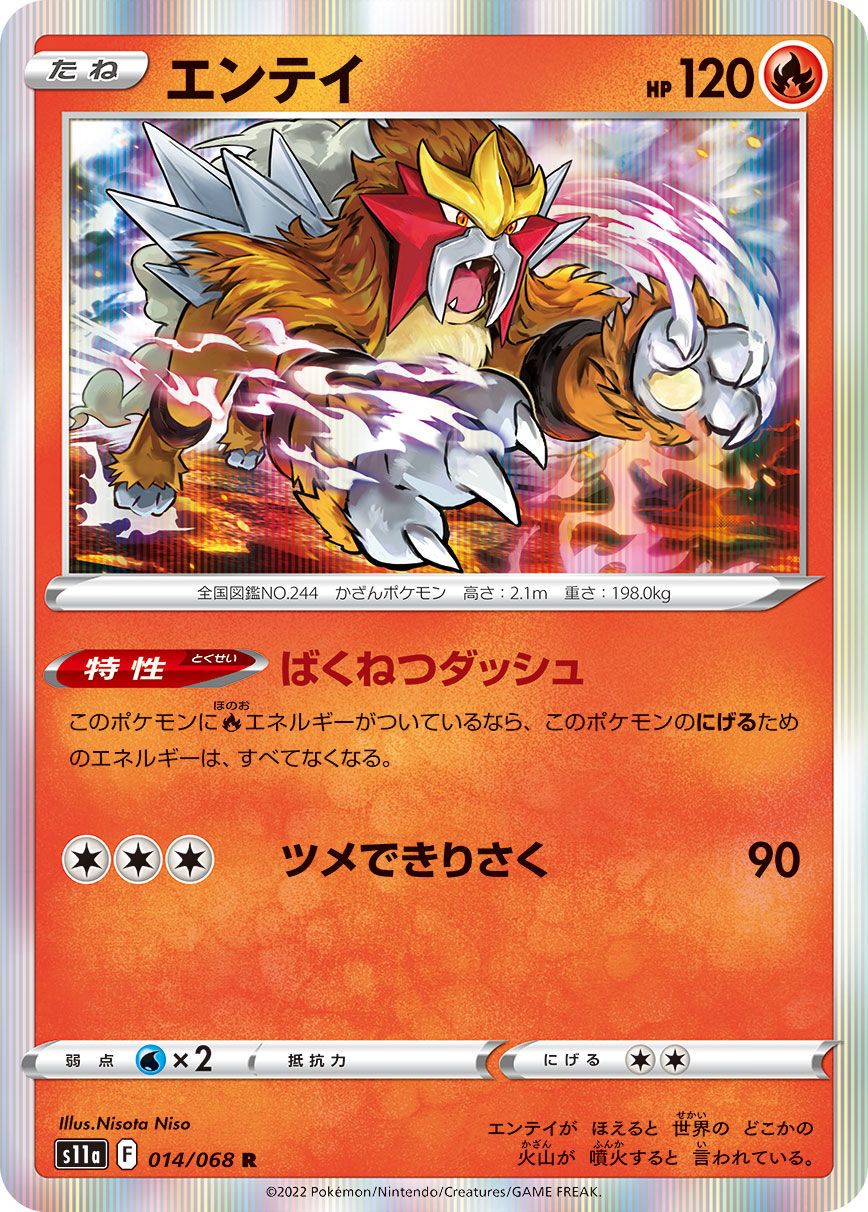 たね エンテイ HP 120
全国図鑑NO.244 かざんポケモン 高さ：2.1m 重さ：198.0kg
特性 とくせい ばくねつダッシュ
ほのお
このポケモンにエネルギーがついているなら、このポケモンのにげるため
のエネルギーは、すべてなくなる。
ツメできりさく 90
弱点 ×2 抵抗力 にげる
Illus.Nisota Niso
s11a F 014/068 R
せかい
エンテイが ほえると 世界の どこかの
かざん ふんか い
火山が 噴火すると 言われている。
©2022 Pokémon/Nintendo/Creatures/GAME FREAK.